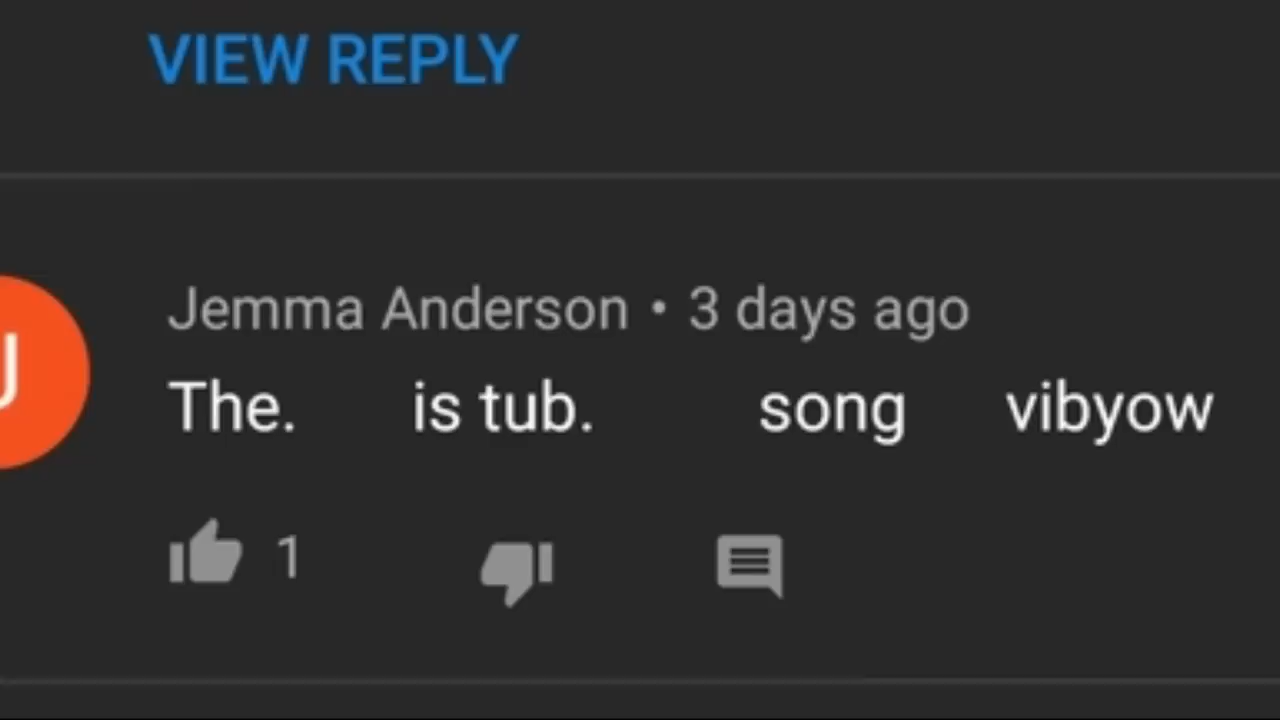 VIEW REPLY
Jemma Anderson • 3 days ago
J
The. is tub. song vibyow
1